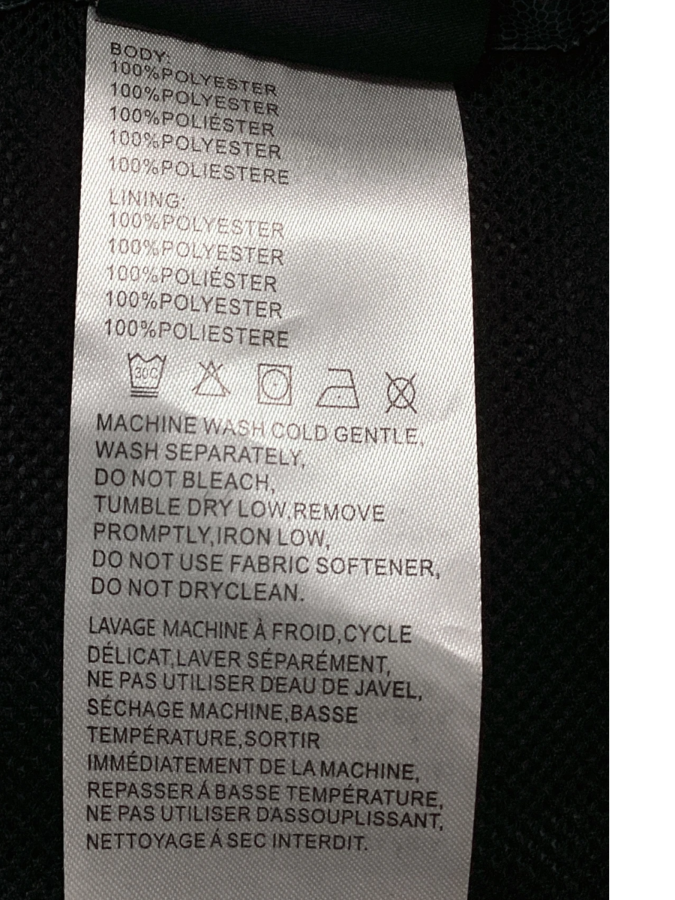 BODY:
100%POLYESTER
100%POLYESTER
100%POLIÉSTER
100%POLYESTER
100%POLIESTERE
LINING:
100%POLYESTER
100%POLYESTER
100%POLIÉSTER
100%POLYESTER
100%POLIESTERE
30C
MACHINE WASH COLD GENTLE,
WASH SEPARATELY,
DO NOT BLEACH,
TUMBLE DRY LOW,REMOVE
PROMPTLY,IRON LOW,
DO NOT USE FABRIC SOFTENER,
DO NOT DRYCLEAN.
LAVAGE MACHINE À FROID,CYCLE
DÉLICAT,LAVER SÉPARÉMENT,
NE PAS UTILISER DEAU DE JAVEL,
SÉCHAGE MACHINE,BASSE
TEMPÉRATURE,SORTIR
IMMÉDIATEMENT DE LA MACHINE,
REPASSER Á BASSE TEMPÉRATURE,
NE PAS UTILISER DASSOUPLISSANT,
NETTOYAGE Á SEC INTERDIT.